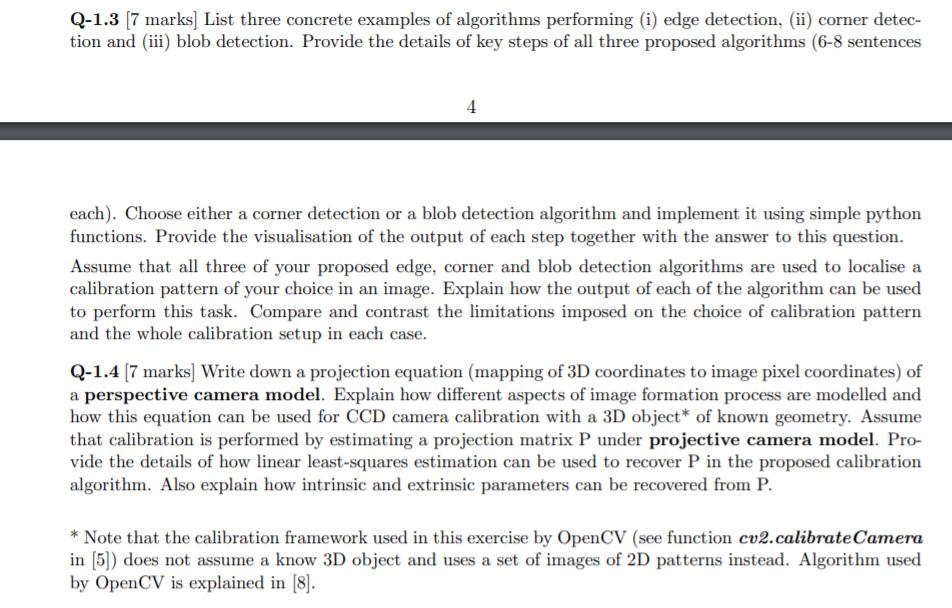 Q-1.3 [7 marks] List three concrete examples of algorithms performing (i) edge detection, (ii) corner detec-
tion and (iii) blob detection. Provide the details of key steps of all three proposed algorithms (6-8 sentences
4
each). Choose either a corner detection or a blob detection algorithm and implement it using simple python
functions. Provide the visualisation of the output of each step together with the answer to this question.
Assume that all three of your proposed edge, corner and blob detection algorithms are used to localise a
calibration pattern of your choice in an image. Explain how the output of each of the algorithm can be used
to perform this task. Compare and contrast the limitations imposed on the choice of calibration pattern
and the whole calibration setup in each case.
Q-1.4 [7 marks] Write down a projection equation (mapping of 3D coordinates to image pixel coordinates) of
a perspective camera model. Explain how different aspects of image formation process are modelled and
how this equation can be used for CCD camera calibration with a 3D object* of known geometry. Assume
that calibration is performed by estimating a projection matrix P under projective camera model. Pro-
vide the details of how linear least-squares estimation can be used to recover P in the proposed calibration
algorithm. Also explain how intrinsic and extrinsic parameters can be recovered from P.
* Note that the calibration framework used in this exercise by OpenCV (see function cv2.calibrateCamera
in [5]) does not assume a know 3D object and uses a set of images of 2D patterns instead. Algorithm used
by OpenCV is explained in [8].